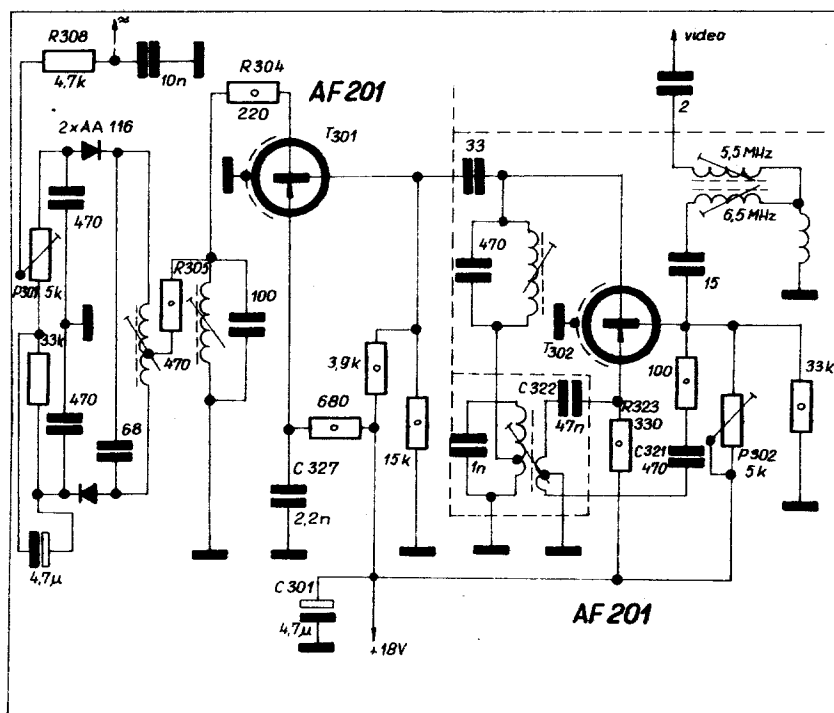 ≈
R308
4.7k
10n
R304
220
AF 201
T301
video
2
2xAA 116
33
5,5 MHz
6,5 MHz
470
470
R305
100
15
5k
33k
470
3,9k
T302
C 322
47n
100
33k
470
68
680
15k
1n
R323
330
C321
470
P302
5k
C 327
2,2n
4,7µ
C 301
4,7µ
+18V
AF 201